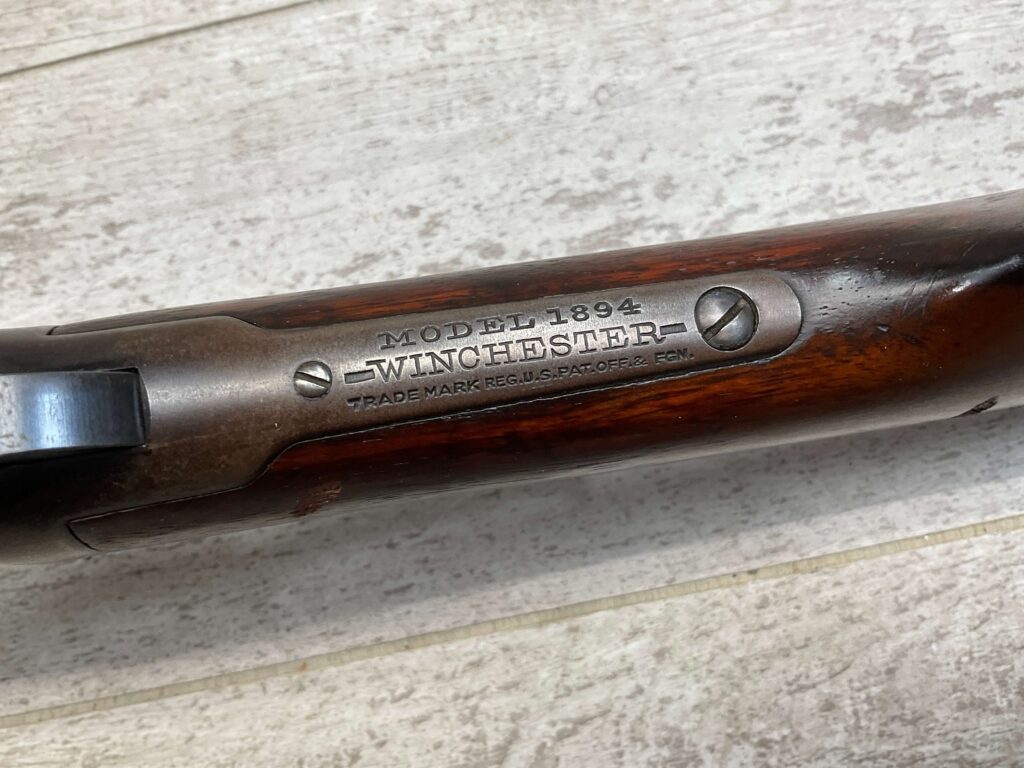 MODEL 1894
-WINCHESTER-
TRADE MARK REG.U.S.PAT.OFF.& FGN.